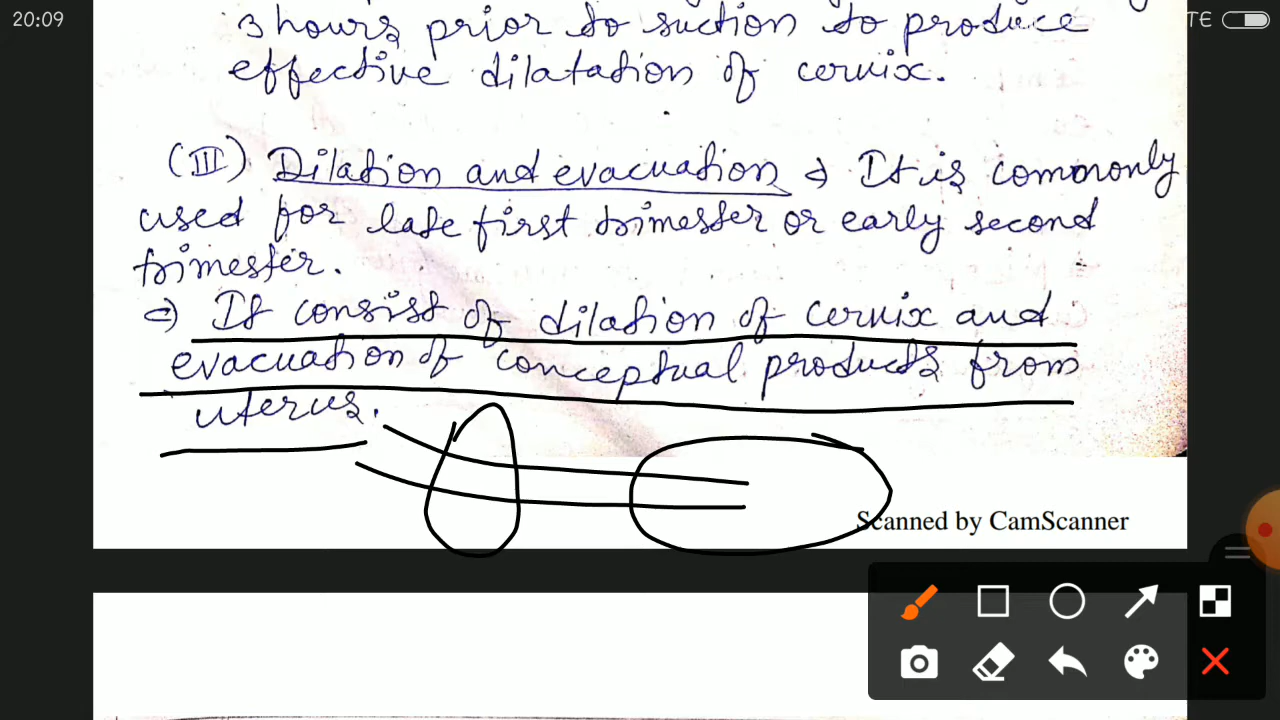 20:09
TE
3 hours prior to suction to produce
effective dilatation of cervix.
(III) Dilation and evacuation → It is commonly
used for late first trimester or early second
trimester.
⇒ It consist of dilation of cervix and
evacuation of conceptual products from
uterus.
Scanned by CamScanner